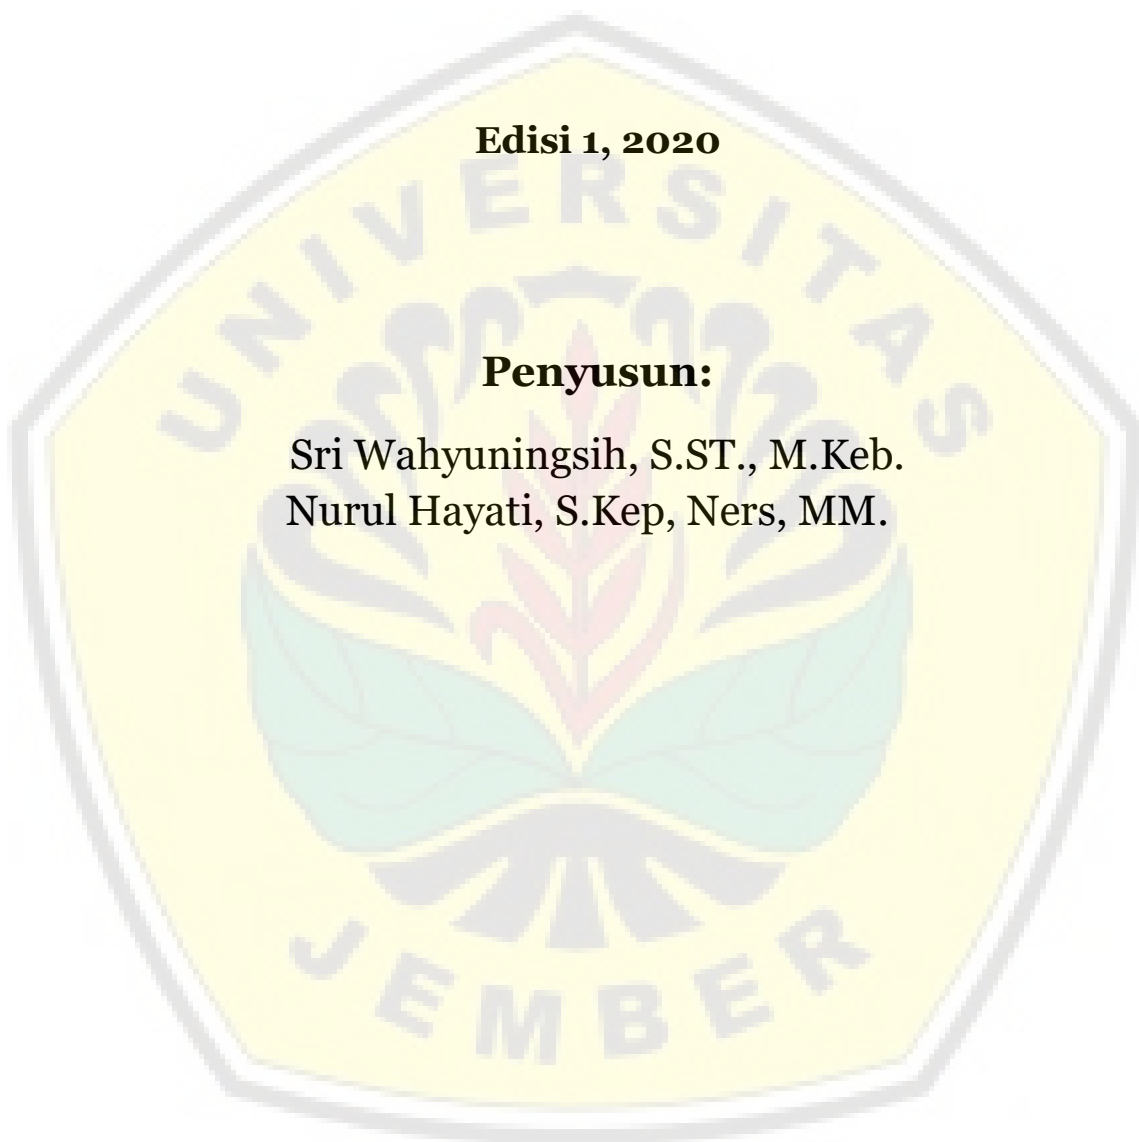 Edisi 1, 2020
UNIVERSITAS
Penyusun:
Sri Wahyuningsih, S.ST., M.Keb.
Nurul Hayati, S.Kep, Ners, MM.
JEMBER